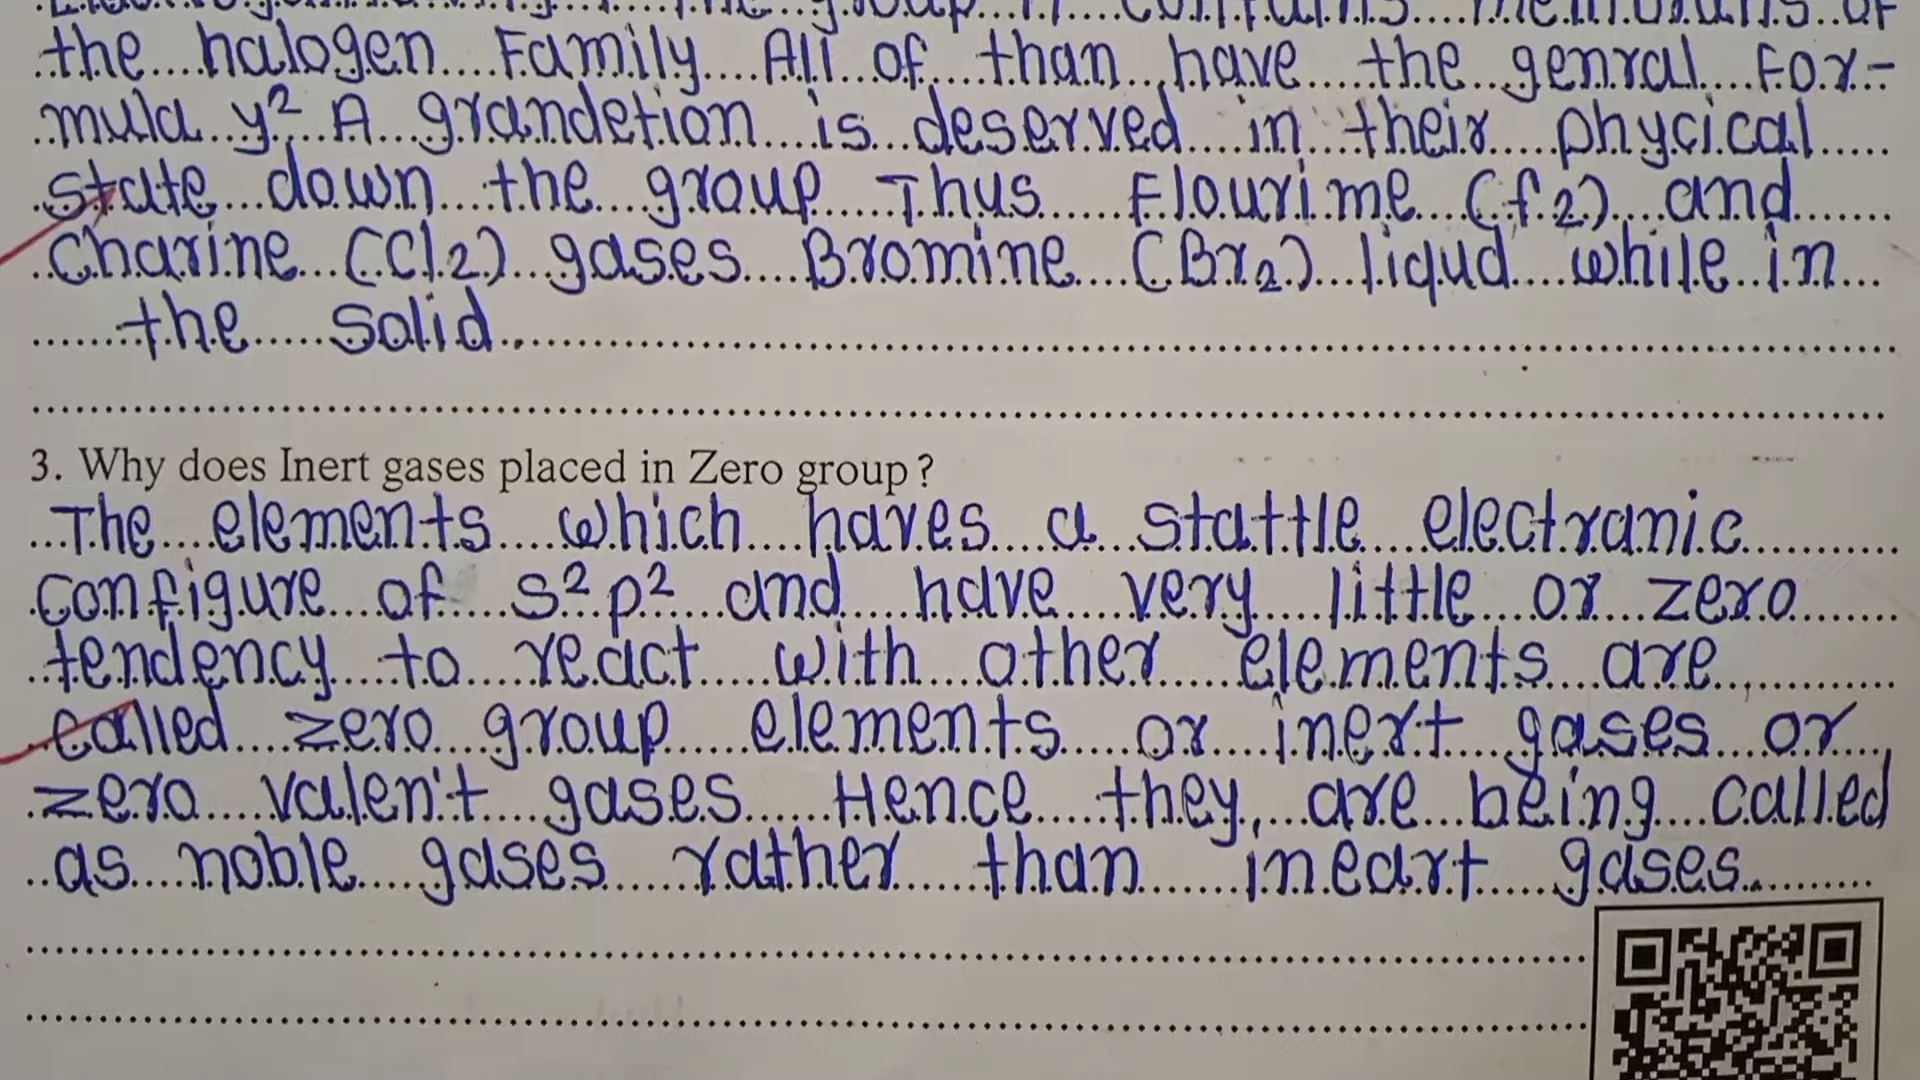 the halogen Family All of than have the genral For-
mula y² A grandetion is deserved in their phycical
state down the group Thus Flourime (f2) and
Charine (Cl2) gases Bromine (Br2) liqud while in
the Solid.
3. Why does Inert gases placed in Zero group?
The elements which haves a stattle electranic
configure of s²p² and have very little or zero
tendency to react with other elements are
called zero group elements or inert gases or
zero valen't gases Hence they, are being called
as noble gases rather than ineart gases.